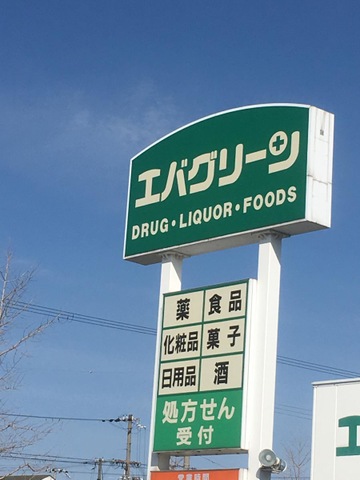 エバグリーン
DRUG・LIQUOR・FOODS
薬 食品
化粧品 菓子
日用品 酒
処方せん
受付